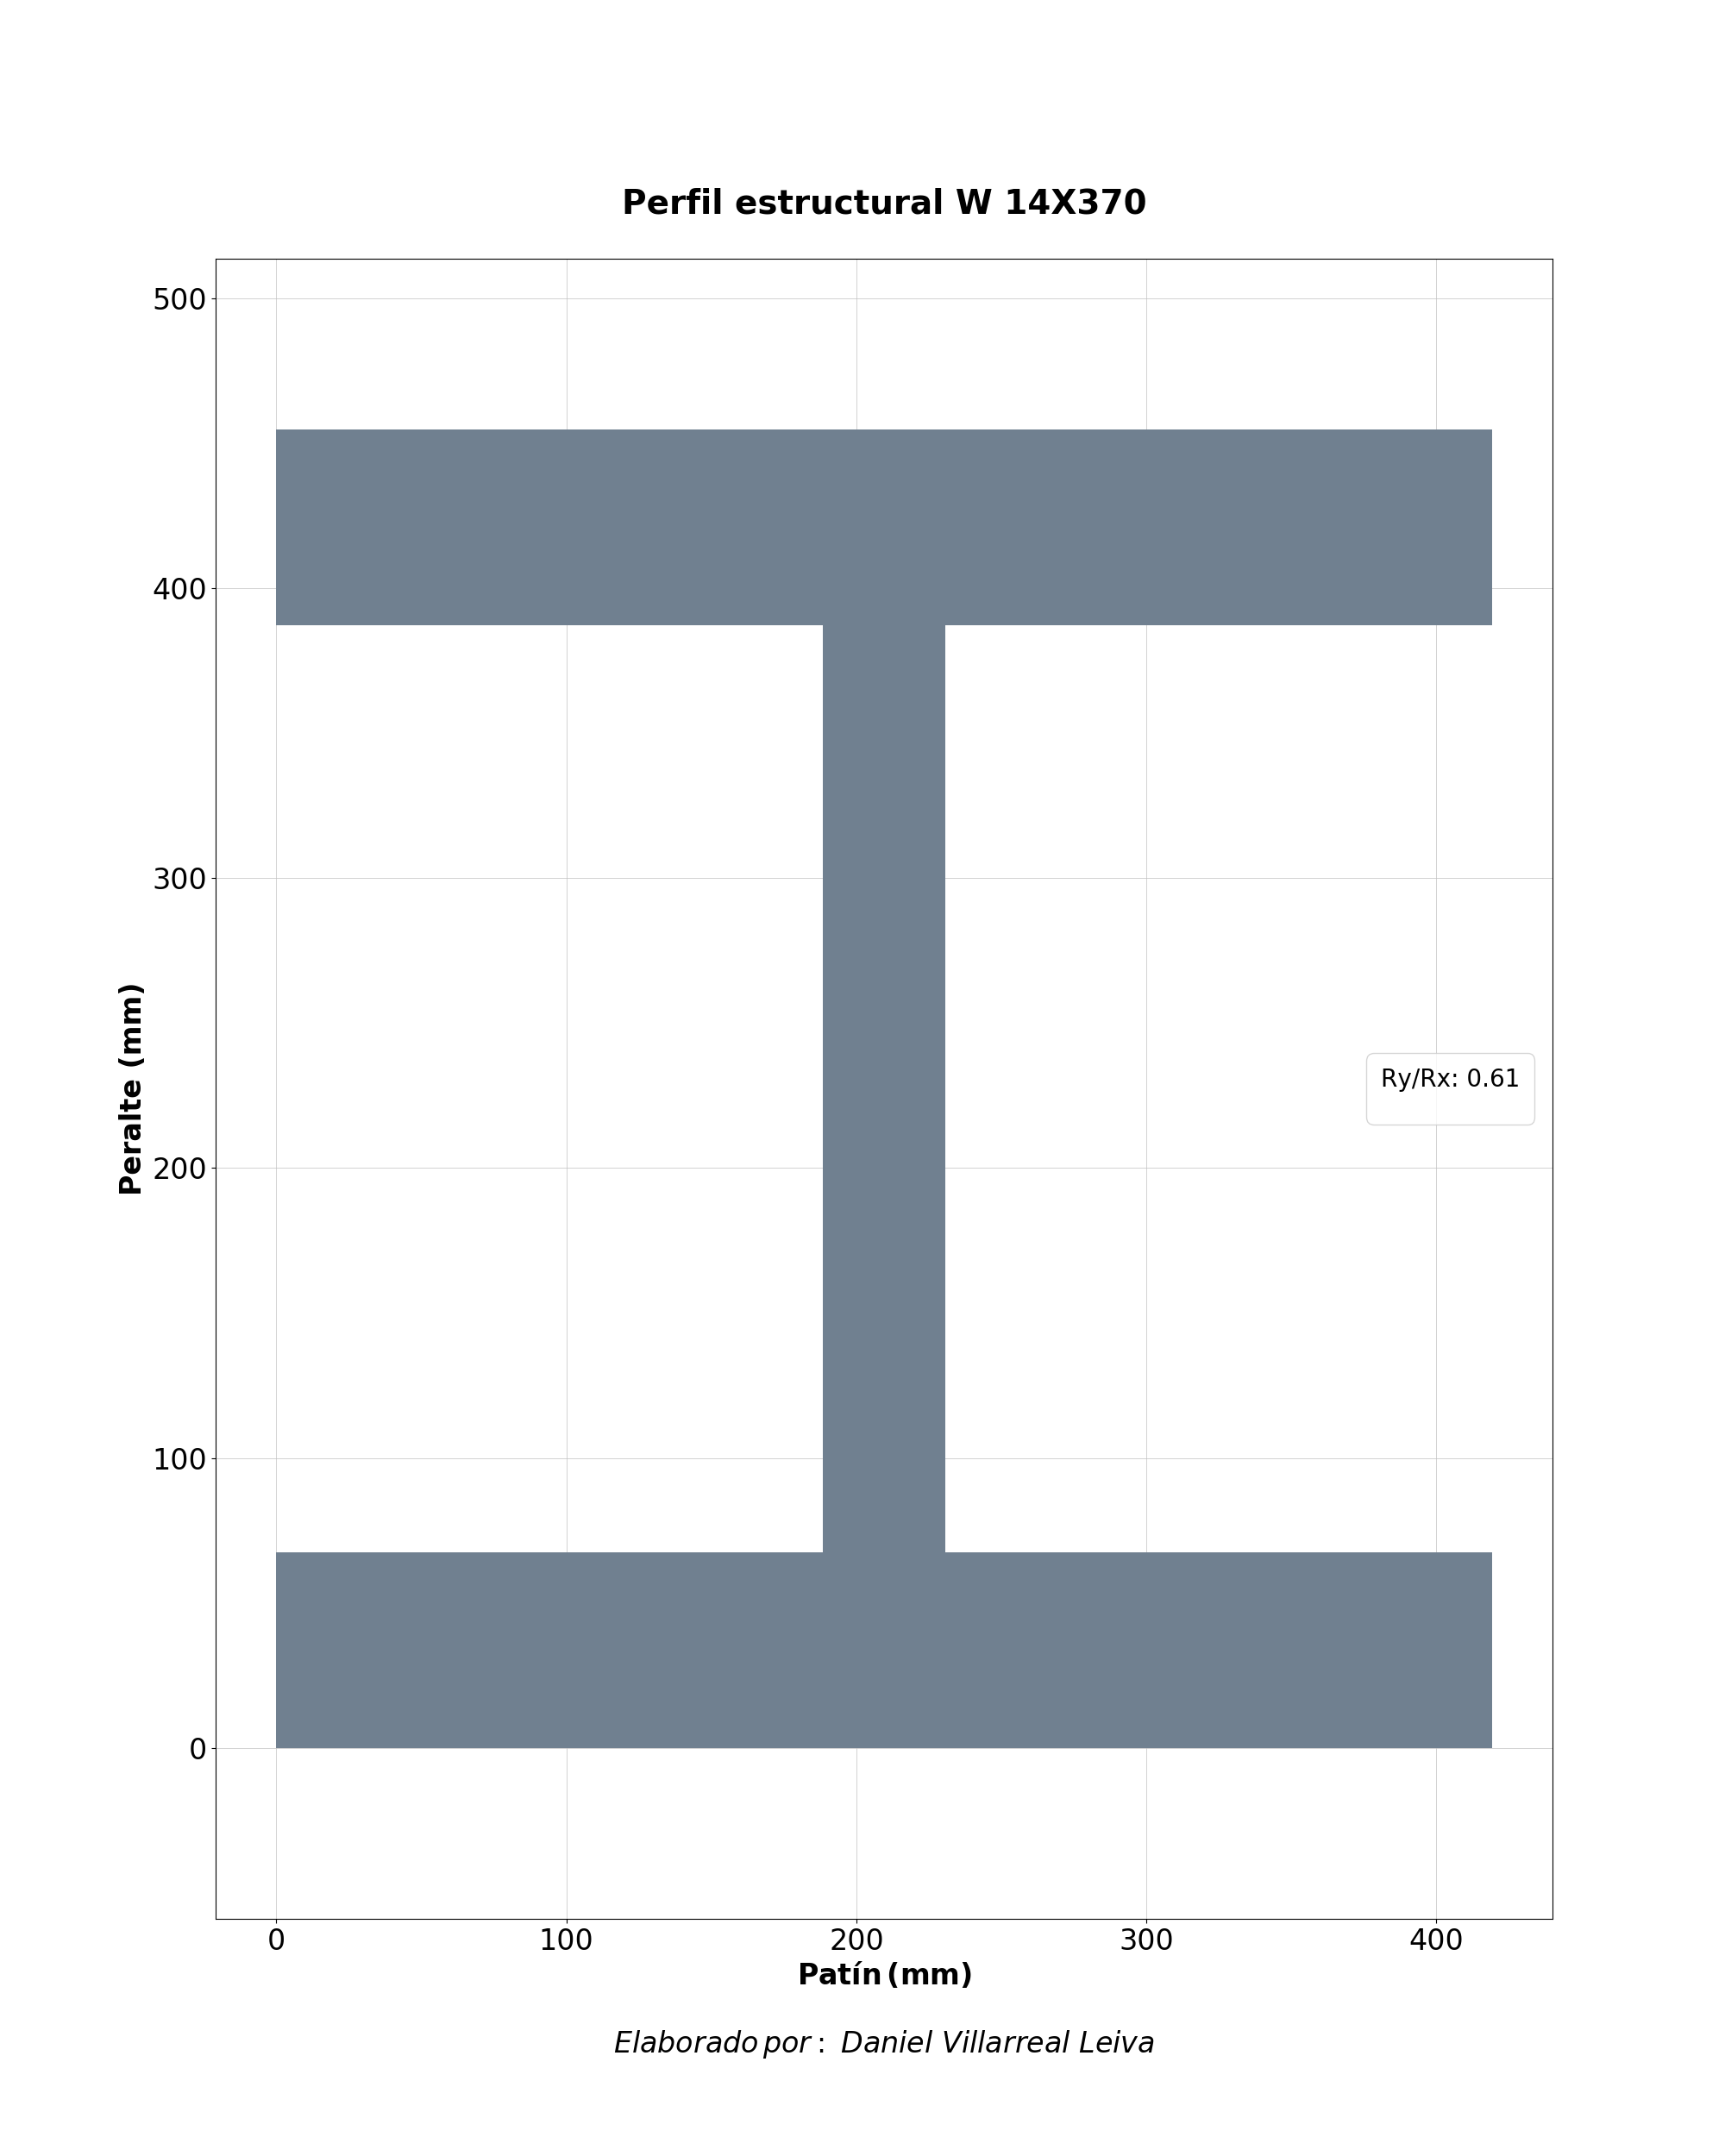 Perfil estructural W 14X370
500
400
300
200
100
0
Peralte (mm)
Ry/Rx: 0.61
0 100 200 300 400
Patín (mm)
Elaborado por: Daniel Villarreal Leiva